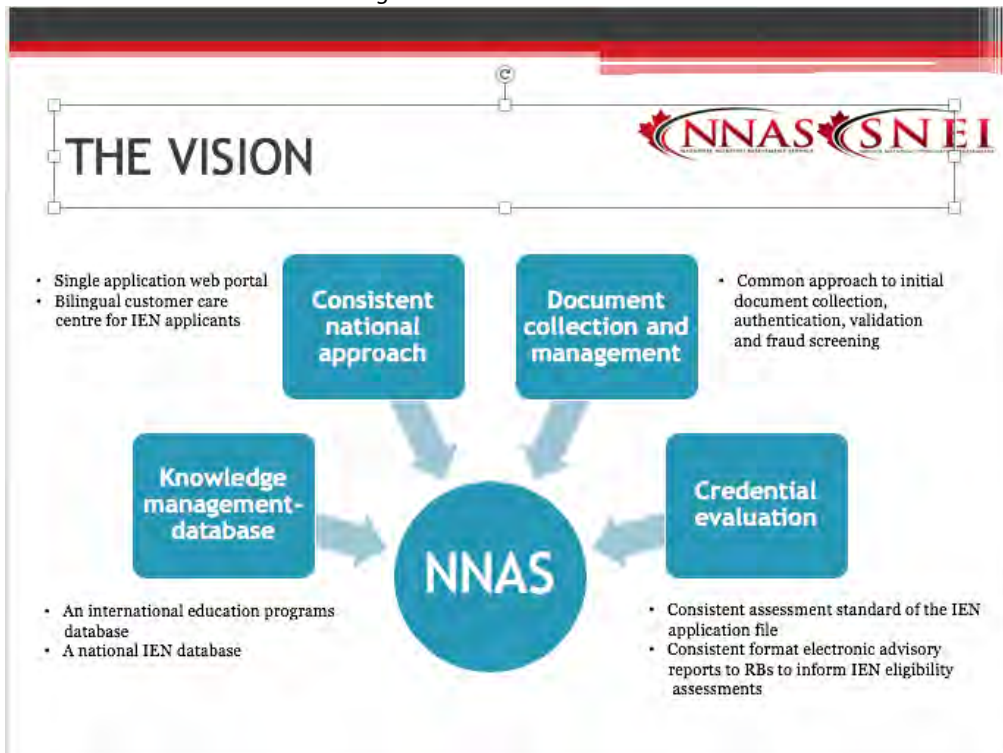 THE VISION
NNAS SNEI
• Single application web portal
• Bilingual customer care
centre for IEN applicants
Consistent
national
approach
Document
collection and
management
• Common approach to initial
document collection,
authentication, validation
and fraud screening
Knowledge
management-
database
NNAS
Credential
evaluation
• An international education programs
database
• A national IEN database
• Consistent assessment standard of the IEN
application file
• Consistent format electronic advisory
reports to RBs to inform IEN eligibility
assessments